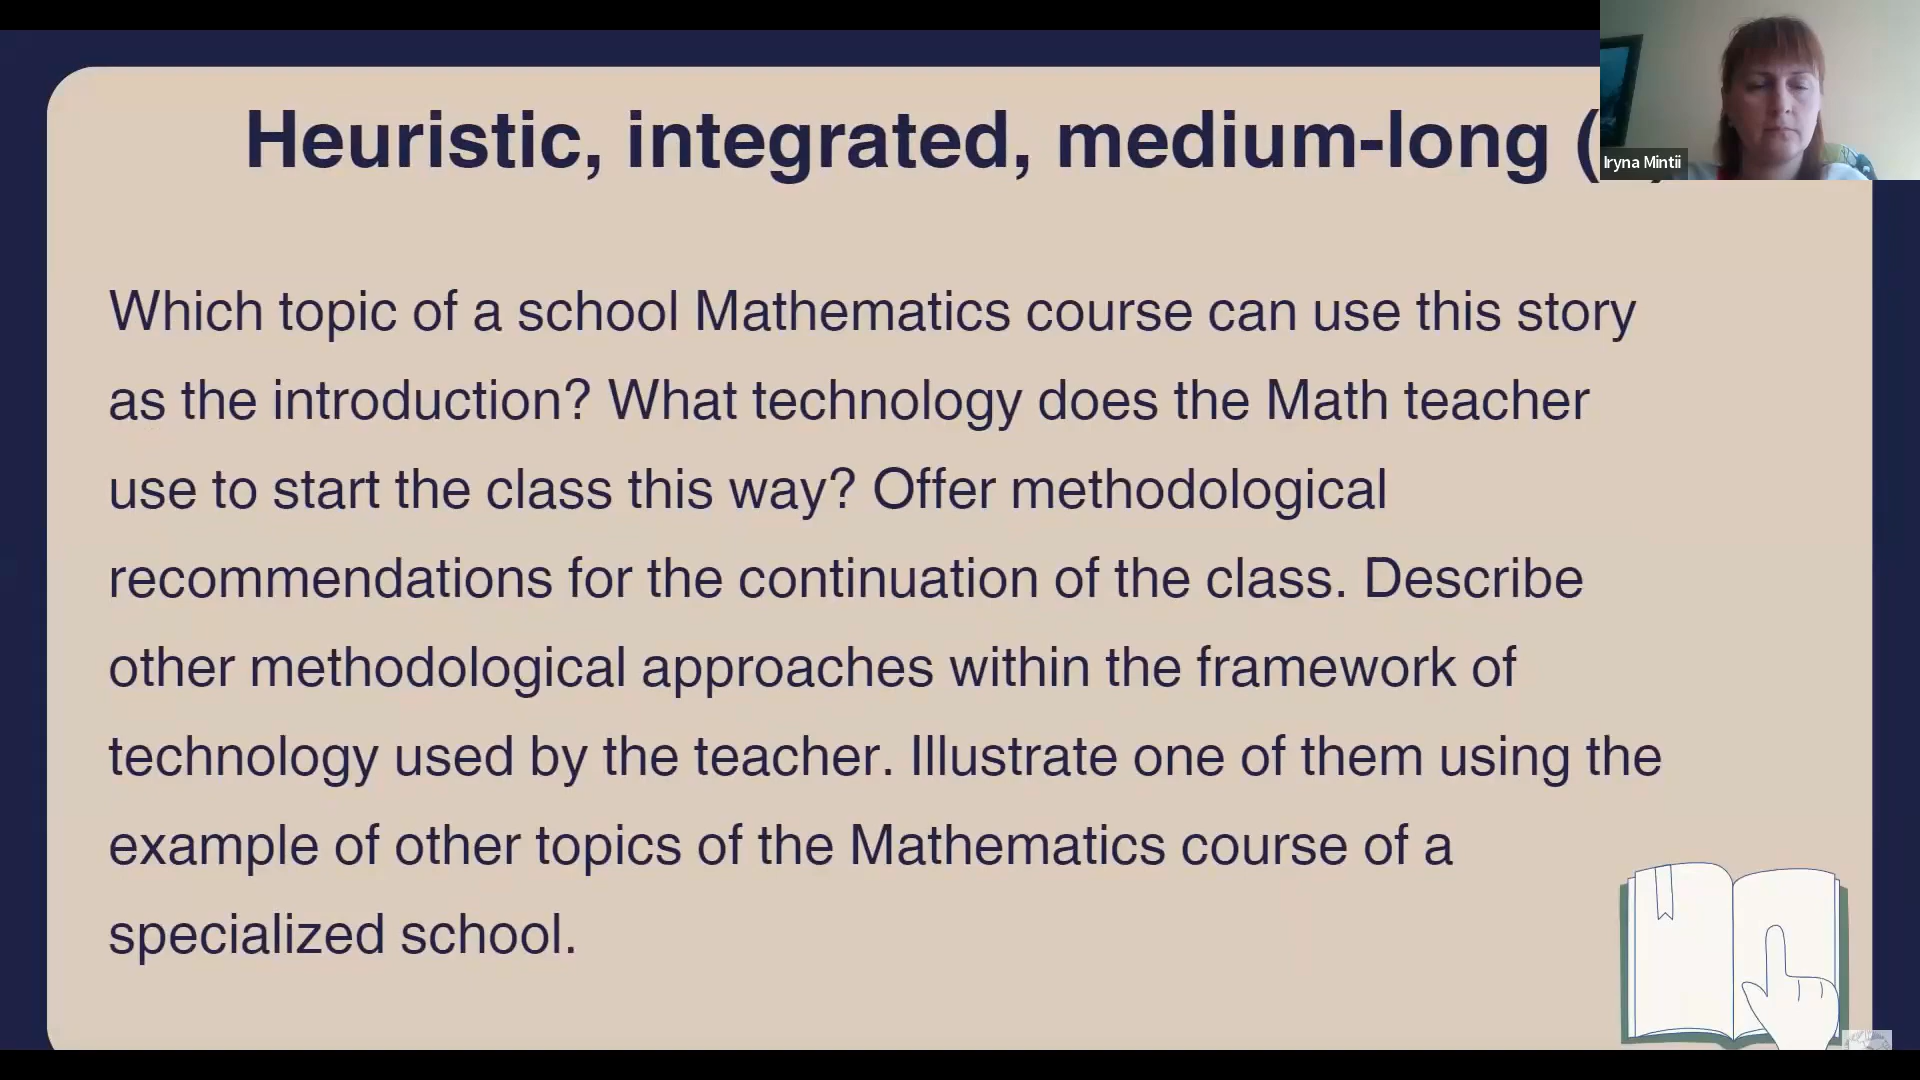 Heuristic, integrated, medium-long (
Iryna Mintii
Which topic of a school Mathematics course can use this story
as the introduction? What technology does the Math teacher
use to start the class this way? Offer methodological
recommendations for the continuation of the class. Describe
other methodological approaches within the framework of
technology used by the teacher. Illustrate one of them using the
example of other topics of the Mathematics course of a
specialized school.